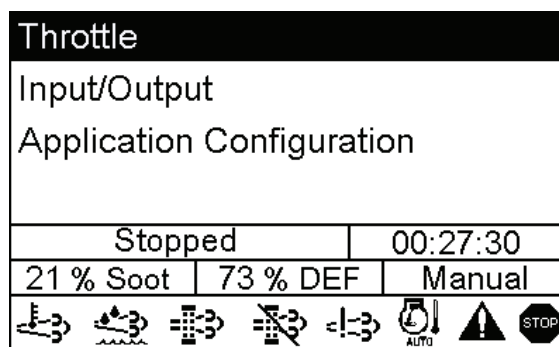 Throttle
Input/Output
Application Configuration
Stopped 00:27:30
21 % Soot 73 % DEF Manual
AUTO STOP